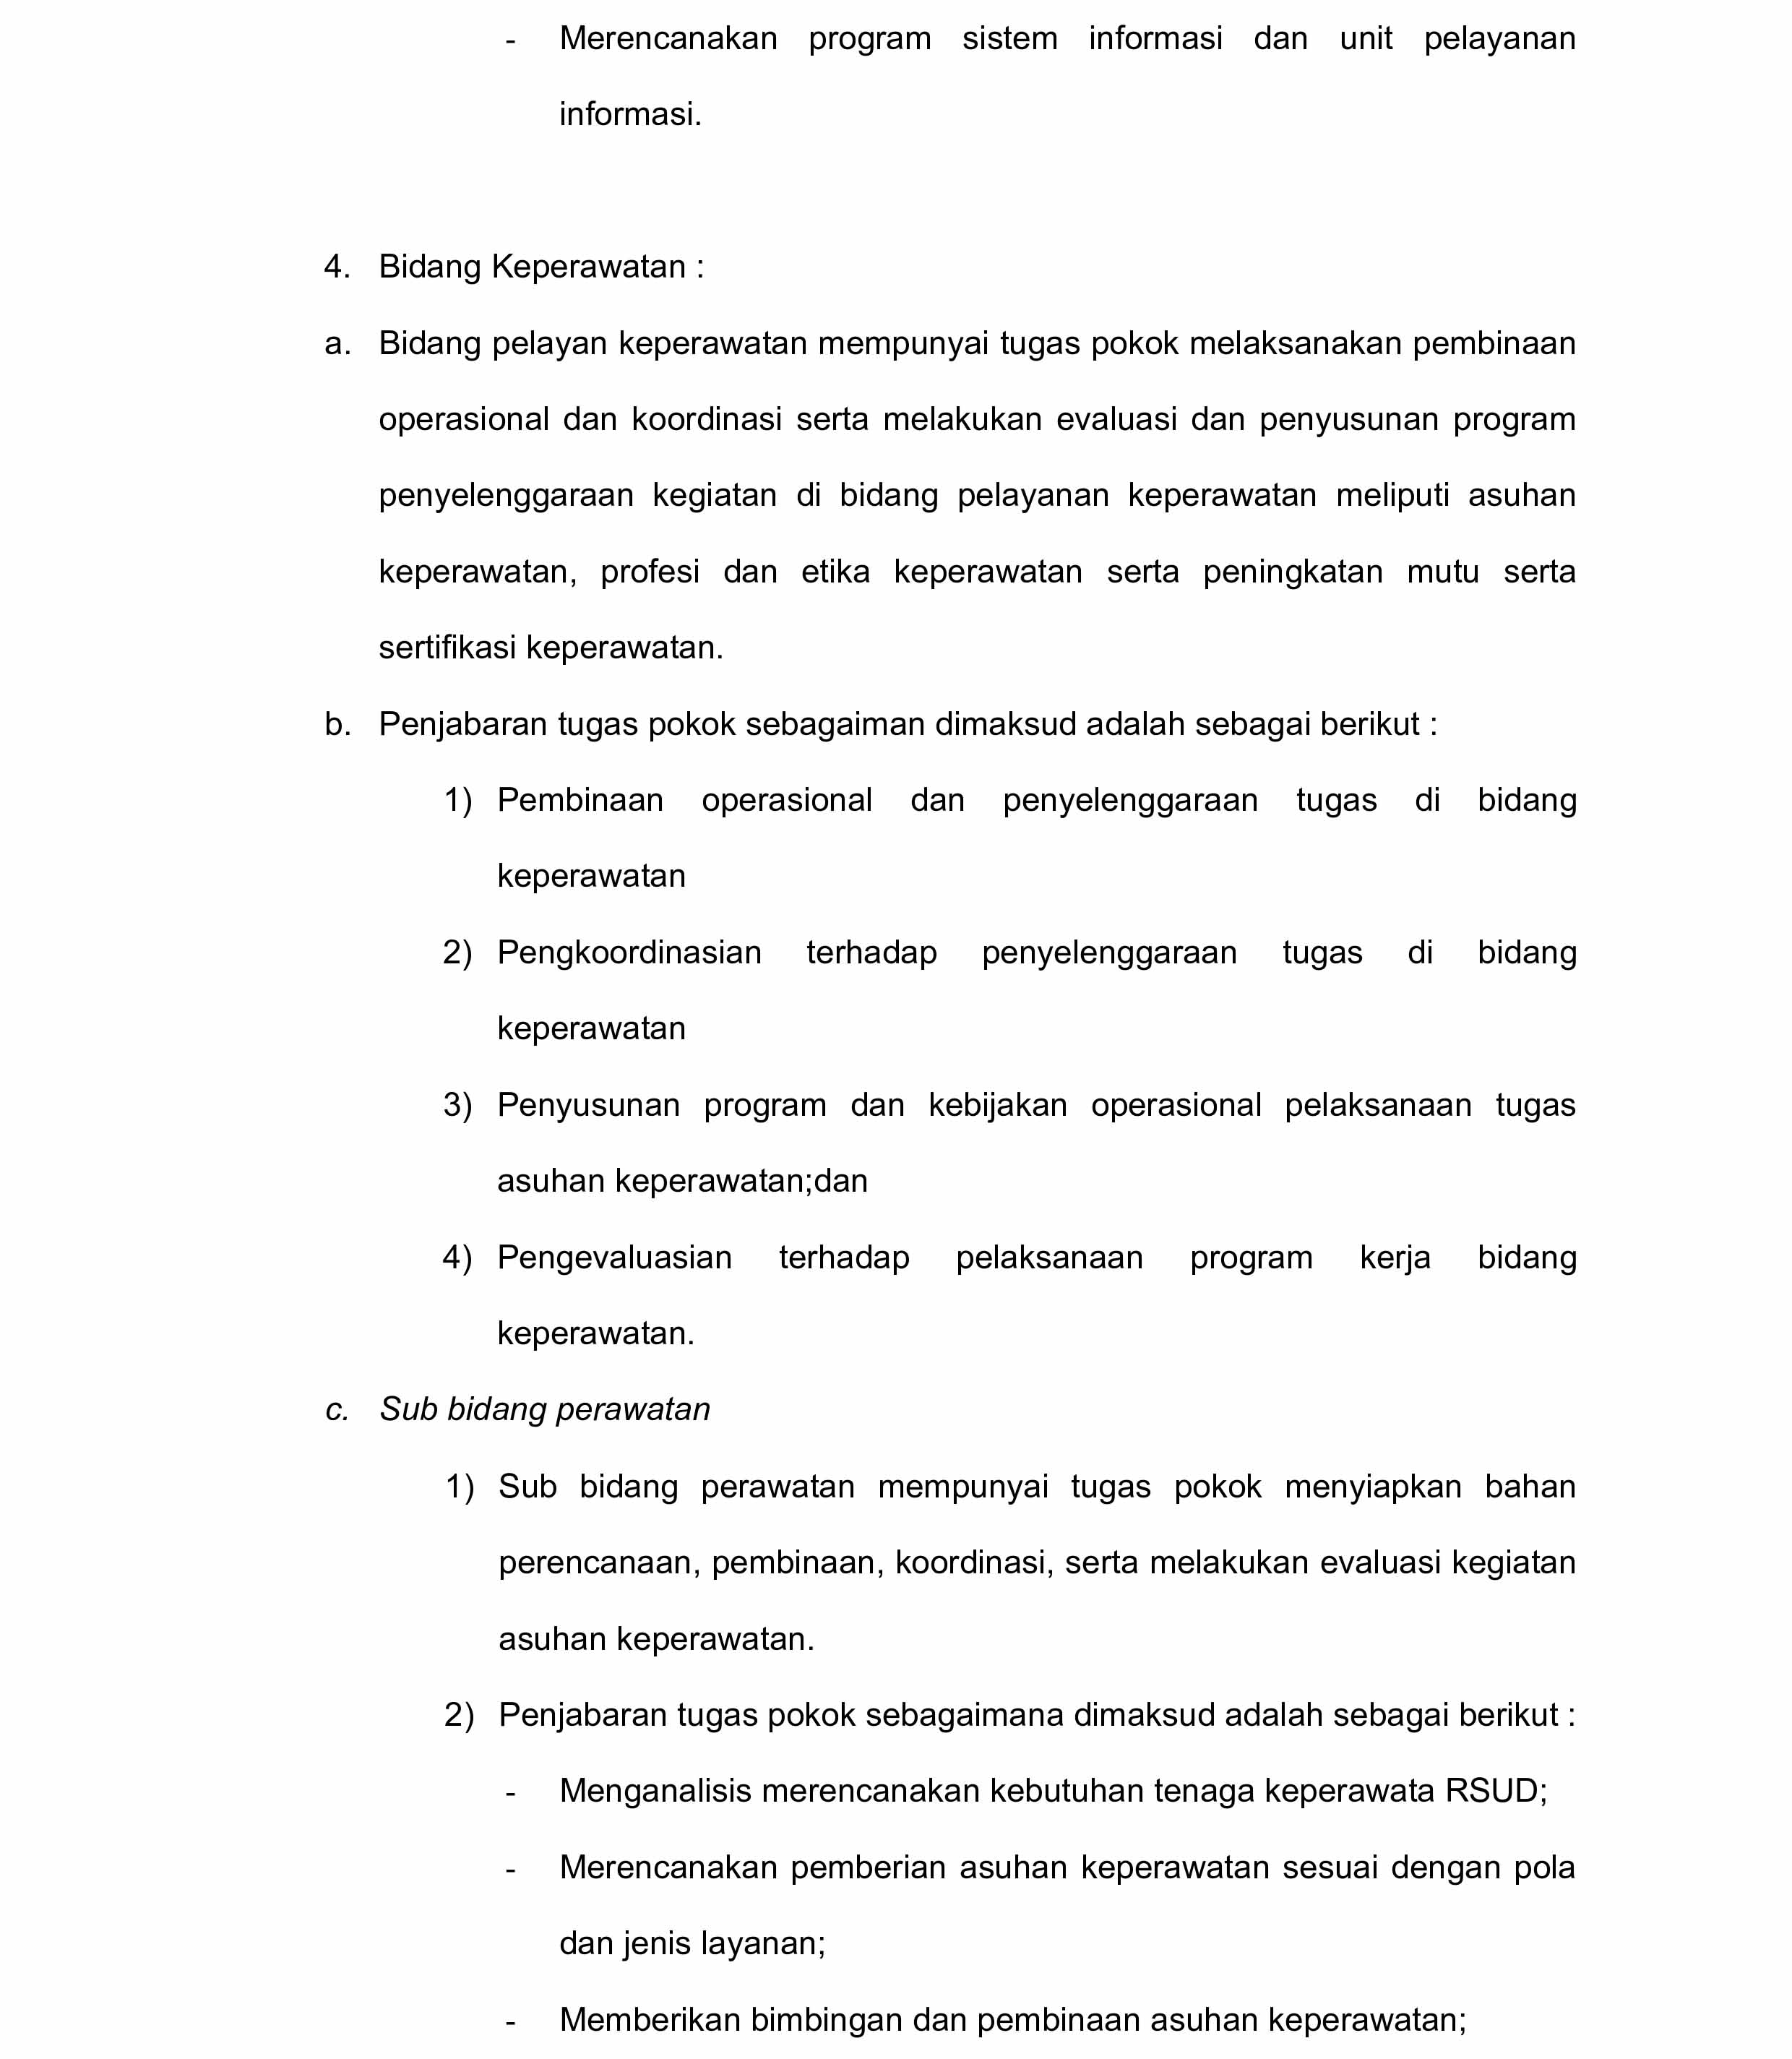 - Merencanakan program sistem informasi dan unit pelayanan
informasi.
4. Bidang Keperawatan :
a. Bidang pelayan keperawatan mempunyai tugas pokok melaksanakan pembinaan
operasional dan koordinasi serta melakukan evaluasi dan penyusunan program
penyelenggaraan kegiatan di bidang pelayanan keperawatan meliputi asuhan
keperawatan, profesi dan etika keperawatan serta peningkatan mutu serta
sertifikasi keperawatan.
b. Penjabaran tugas pokok sebagaiman dimaksud adalah sebagai berikut :
1) Pembinaan operasional dan penyelenggaraan tugas di bidang
keperawatan
2) Pengkoordinasian terhadap penyelenggaraan tugas di bidang
keperawatan
3) Penyusunan program dan kebijakan operasional pelaksanaan tugas
asuhan keperawatan;dan
4) Pengevaluasian terhadap pelaksanaan program kerja bidang
keperawatan.
c. Sub bidang perawatan
1) Sub bidang perawatan mempunyai tugas pokok menyiapkan bahan
perencanaan, pembinaan, koordinasi, serta melakukan evaluasi kegiatan
asuhan keperawatan.
2) Penjabaran tugas pokok sebagaimana dimaksud adalah sebagai berikut :
- Menganalisis merencanakan kebutuhan tenaga keperawata RSUD;
- Merencanakan pemberian asuhan keperawatan sesuai dengan pola
dan jenis layanan;
- Memberikan bimbingan dan pembinaan asuhan keperawatan;